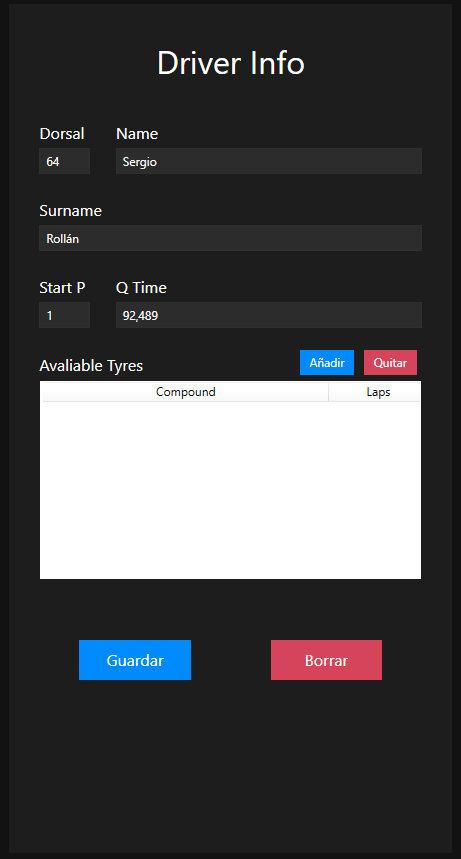 Driver Info
Dorsal Name
64 Sergio
Surname
Rollán
Start P Q Time
1 92,489
Avaliable Tyres Añadir Quitar
Compound Laps
Guardar Borrar